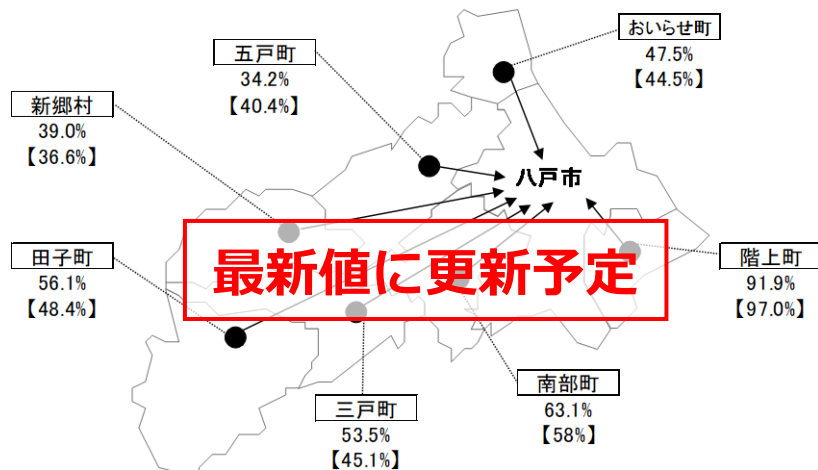 おいらせ町
47.5%
【44.5%】
五戸町
34.2%
【40.4%】
新郷村
39.0%
【36.6%】
八戸市
田子町
56.1%
【48.4%】
最新値に更新予定
階上町
91.9%
【97.0%】
南部町
63.1%
【58%】
三戸町
53.5%
【45.1%】